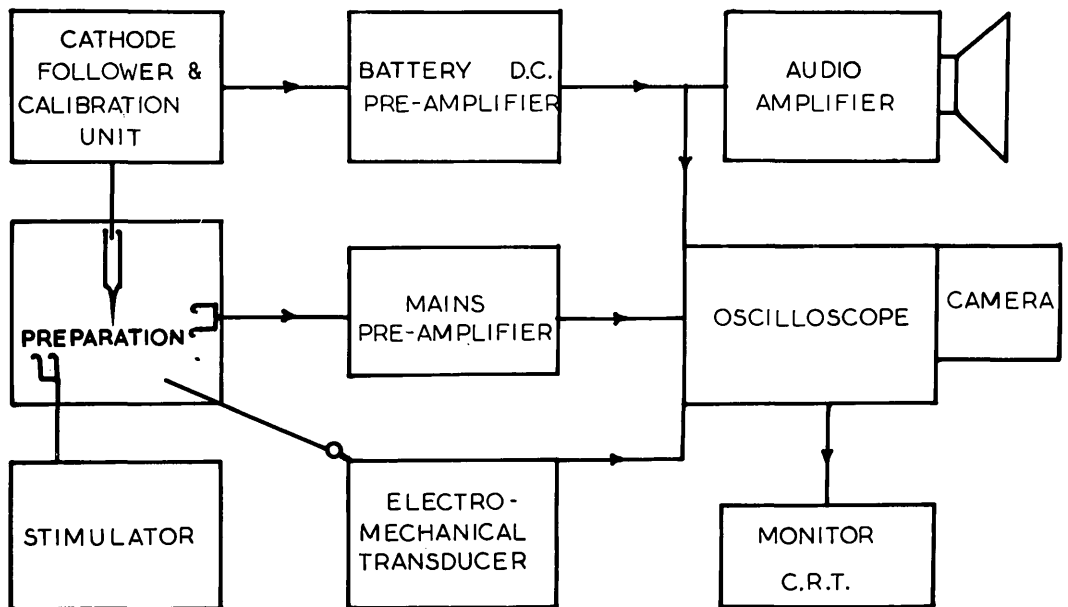 CATHODE
FOLLOWER &
CALIBRATION
UNIT
BATTERY D.C.
PRE-AMPLIFIER
AUDIO
AMPLIFIER
PREPARATION
MAINS
PRE-AMPLIFIER
OSCILLOSCOPE
CAMERA
STIMULATOR
ELECTRO-
MECHANICAL
TRANSDUCER
MONITOR
C.R.T.